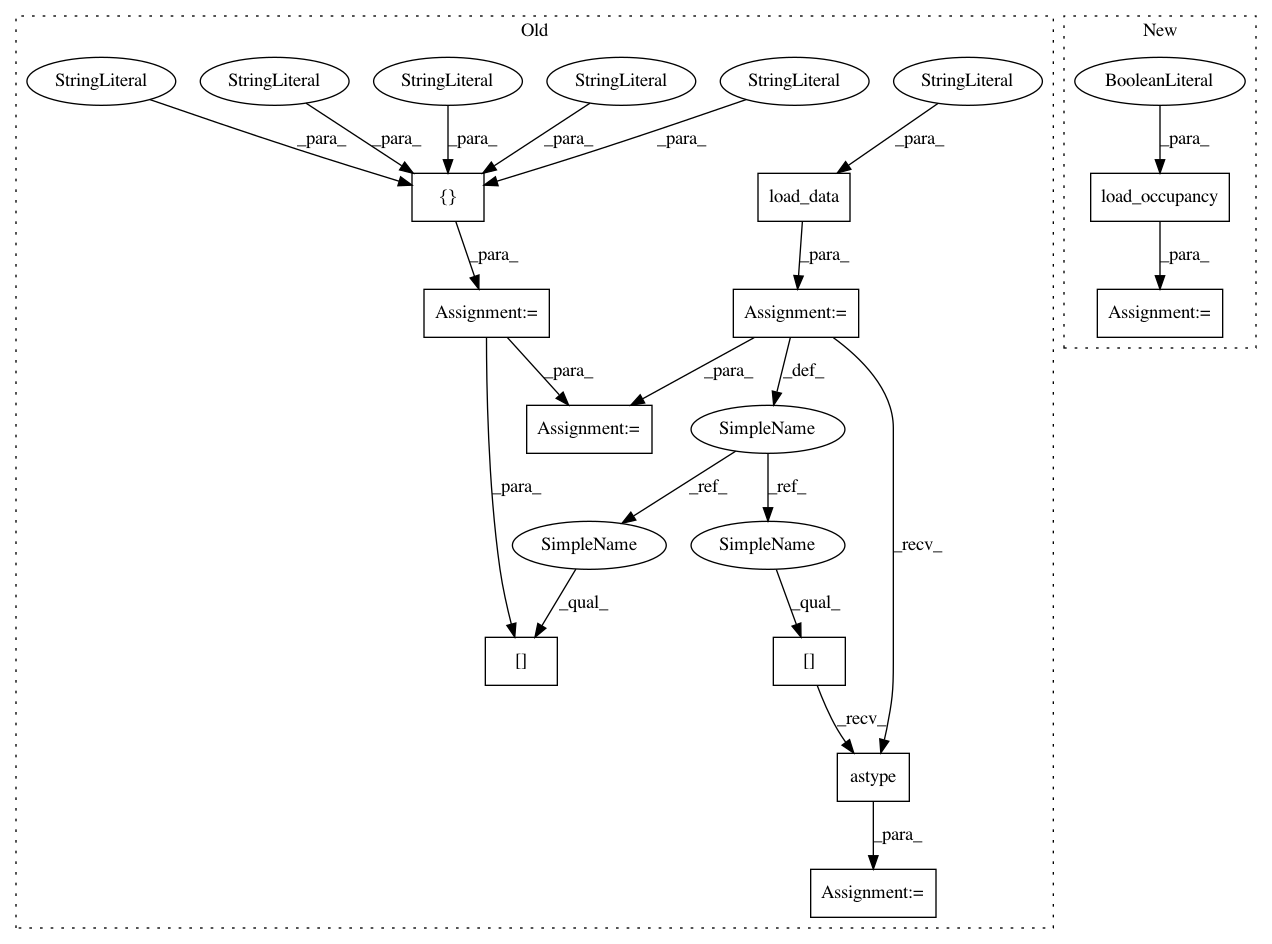 Old
New
StringLiteral
StringLiteral
StringLiteral
StringLiteral
StringLiteral
StringLiteral
BooleanLiteral
_para_
_para_
_para_
_para_
_para_
_para_
_para_
{}
load_data
load_occupancy
_para_
_para_
_para_
Assignment:=
Assignment:=
Assignment:=
_para_
_para_
_def_
Assignment:=
SimpleName
_para_
_ref_
_ref_
SimpleName
SimpleName
_recv_
_qual_
_qual_
[]
[]
_recv_
astype
_para_
Assignment:=